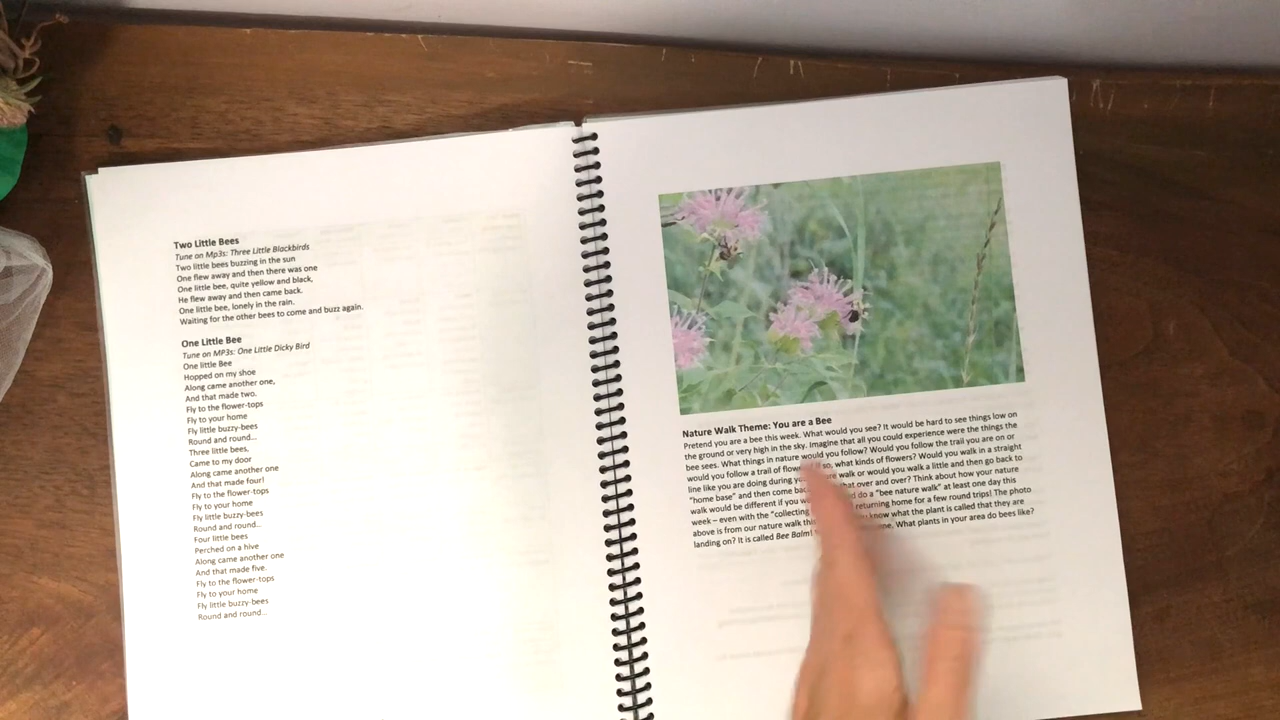 Two Little Bees
Tune on Mp3s: Three Little Blackbirds
Two little bees buzzing in the sun
One flew away and then there was one
One little bee, quite yellow and black,
He flew away and then came back.
One little bee, lonely in the rain.
Waiting for the other bees to come and buzz again.
One Little Bee
Tune on MP3s: One Little Dicky Bird
One little Bee
Hopped on my shoe
Along came another one,
And that made two.
Fly to the flower-tops
Fly to your home
Fly little buzzy-bees
Round and round...
Three little bees,
Came to my door
Along came another one
And that made four!
Fly to the flower-tops
Fly to your home
Fly little buzzy-bees
Round and round...
Four little bees
Perched on a hive
Along came another one
And that made five.
Fly to the flower-tops
Fly to your home
Fly little buzzy-bees
Round and round...
Nature Walk Theme: You are a Bee
Pretend you are a bee this week. What would you see? It would be hard to see things low on
the ground or very high in the sky. Imagine that all you could experience were the things the
bee sees. What things in nature would you follow? Would you follow the trail you are on or
would you follow a trail of flowers? If so, what kinds of flowers? Would you walk in a straight
line like you are doing during your walk or would you walk a little and then go back to
"home base" and then come back that over and over? Think about how your nature
walk would be different if you do a "bee nature walk" at least one day this
week – even with the "collecting returning home for a few round trips! The photo
above is from our nature walk this know what the plant is called that they are
landing on? It is called Bee Balm! What plants in your area do bees like?